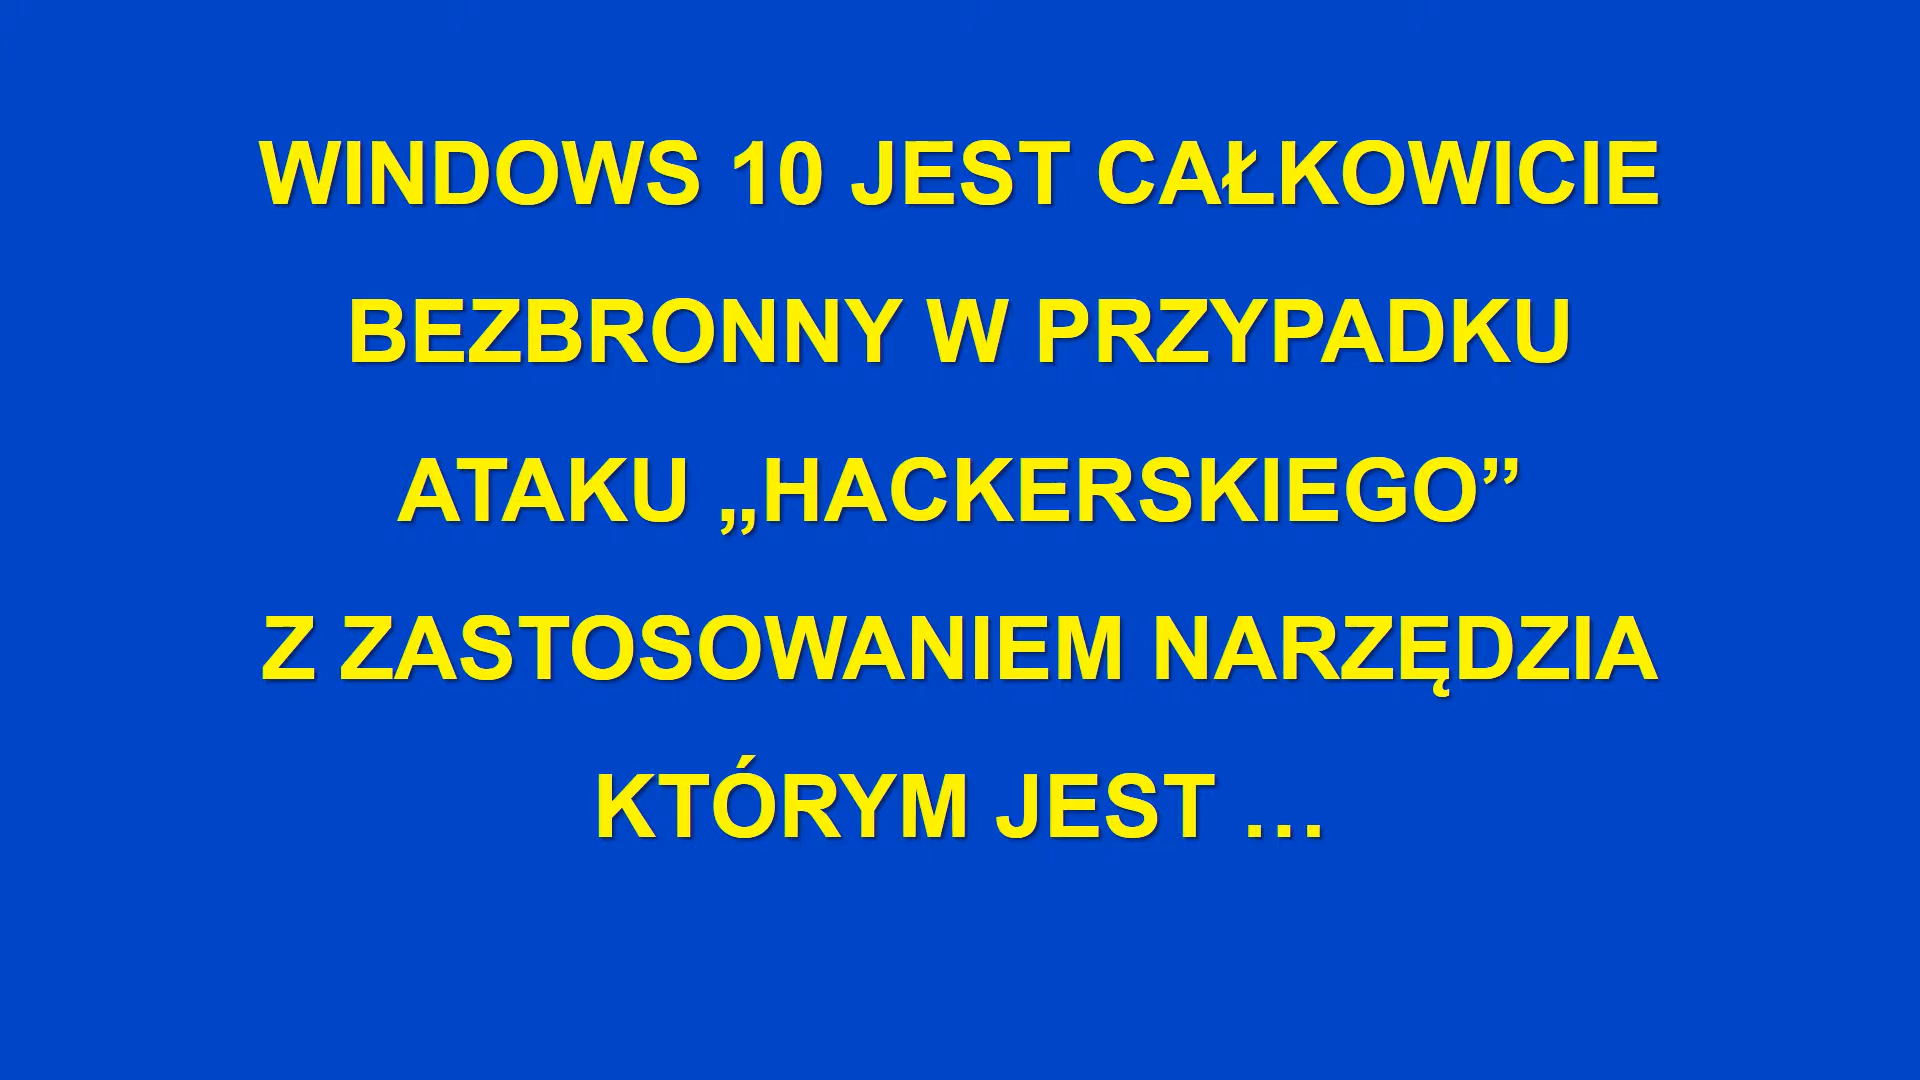 WINDOWS 10 JEST CAŁKOWICIE
BEZBRONNY W PRZYPADKU
ATAKU „HACKERSKIEGO”
Z ZASTOSOWANIEM NARZĘDZIA
KTÓRYM JEST …